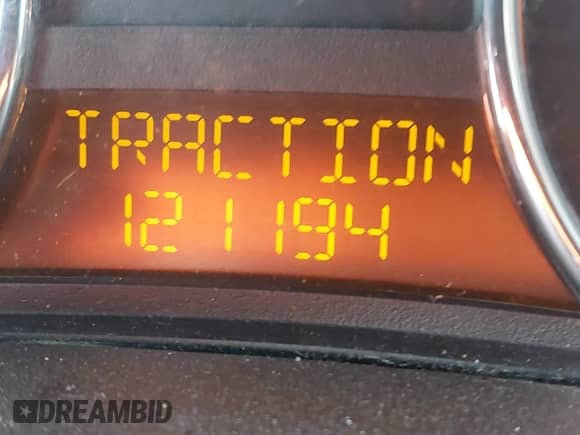 TRACTION
121194
DREAMBID